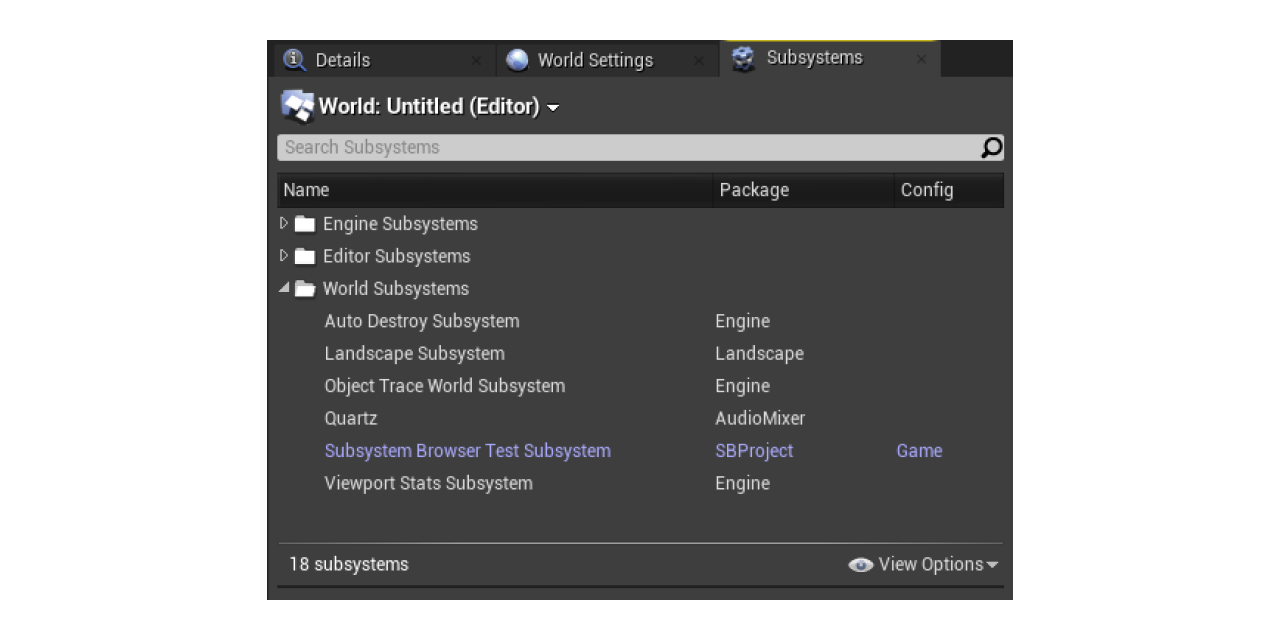 Details World Settings Subsystems
World: Untitled (Editor)
Search Subsystems
Name Package Config
Engine Subsystems
Editor Subsystems
World Subsystems
Auto Destroy Subsystem Engine
Landscape Subsystem Landscape
Object Trace World Subsystem Engine
Quartz AudioMixer
Subsystem Browser Test Subsystem SBProject Game
Viewport Stats Subsystem Engine
18 subsystems View Options